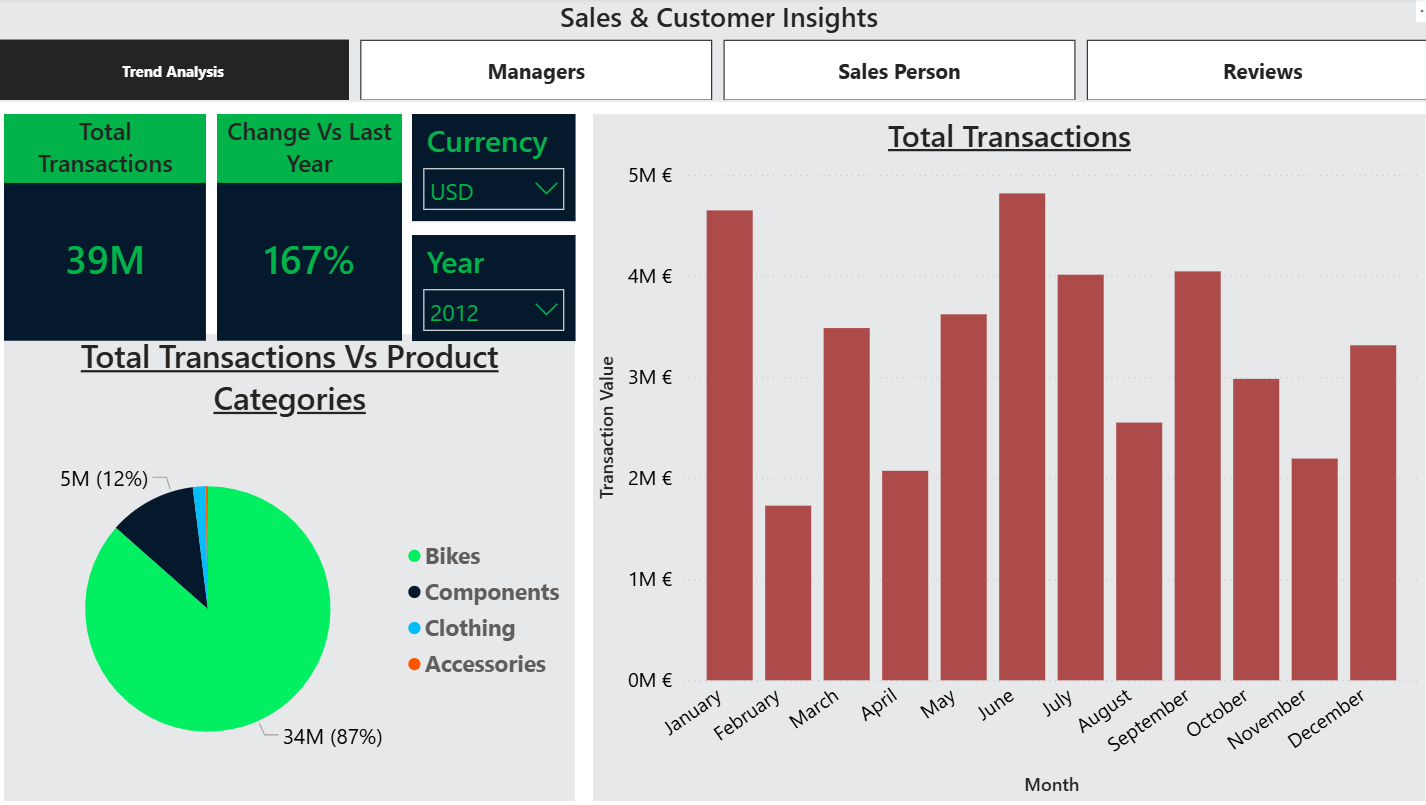 Sales & Customer Insights
Trend Analysis
Managers
Sales Person
Reviews
Total
Transactions
39M
Change Vs Last
Year
167%
Currency
USD
Year
2012
Total Transactions Vs Product
Categories
5M (12%)
34M (87%)
Bikes
Components
Clothing
Accessories
Total Transactions
Transaction Value
5M €
4M €
3M €
2M €
1M €
0M €
January
February
March
April
May
June
July
August
September
October
November
December
Month